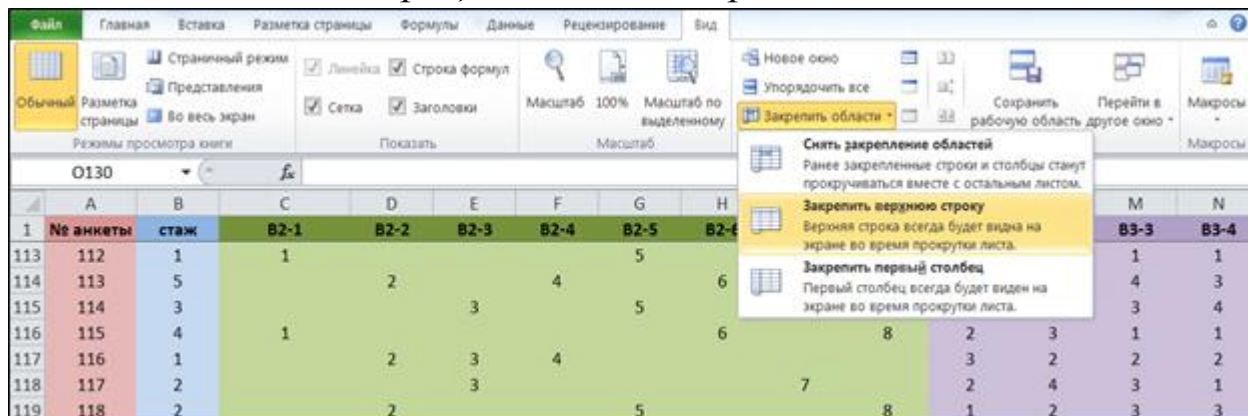 Файл Главная Вставка Разметка страницы Формулы Данные Рецензирование Вид
Обычный
Разметка страницы
Страничный режим
Представления
Во весь экран
Режимы просмотра книги
Линейка Строка формул
Сетка Заголовки
Показать
Масштаб
100%
Масштаб по выделенному
Масштаб
Новое окно
Упорядочить все
Закрепить области
Сохранить рабочую область
Перейти в другое окно
Макросы
Макросы
Снять закрепление областей
Ранее закрепленные строки и столбцы станут
прокручиваться вместе с остальным листом.
Закрепить верхнюю строку
Верхняя строка всегда будет видна на
экране во время прокрутки листа.
Закрепить первый столбец
Первый столбец всегда будет виден на
экране во время прокрутки листа.
O130 fx
A B C D E F G H M N
1 № анкеты стаж В2-1 В2-2 В2-3 В2-4 В2-5 В3-3 В3-4
113 112 1 1 5 1 1
114 113 5 2 4 6 4 3
115 114 3 3 5 3 4
116 115 4 1 6 8 2 3 1 1
117 116 1 2 3 4 3 2 2 2
118 117 2 3 7 2 4 3 1
119 118 2 2 5 8 1 2 3 3